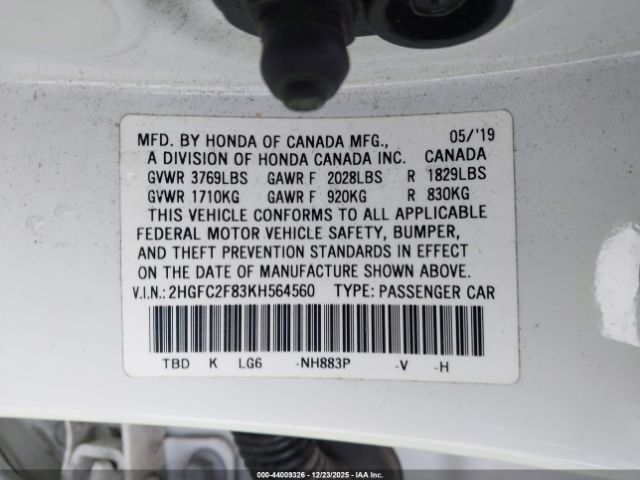 MFD. BY HONDA OF CANADA MFG., 05/'19
A DIVISION OF HONDA CANADA INC. CANADA
GVWR 3769LBS GAWR F 2028LBS R 1829LBS
GVWR 1710KG GAWR F 920KG R 830KG
THIS VEHICLE CONFORMS TO ALL APPLICABLE
FEDERAL MOTOR VEHICLE SAFETY, BUMPER,
AND THEFT PREVENTION STANDARDS IN EFFECT
ON THE DATE OF MANUFACTURE SHOWN ABOVE.
V.I.N.: 2HGFC2F83KH564560 TYPE: PASSENGER CAR
TBD K LG6 -NH883P -V -H
000-44009326 - 12/23/2025 - IAA Inc.